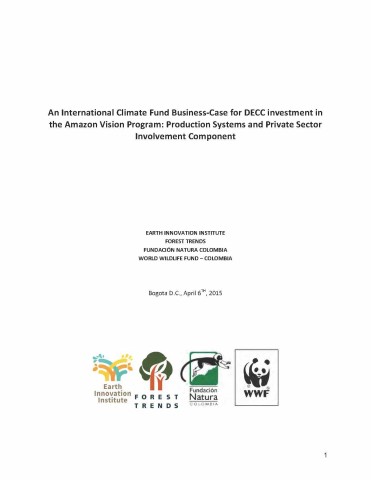 An International Climate Fund Business-Case for DECC investment in
the Amazon Vision Program: Production Systems and Private Sector
Involvement Component
EARTH INNOVATION INSTITUTE
FOREST TRENDS
FUNDACIÓN NATURA COLOMBIA
WORLD WILDLIFE FUND – COLOMBIA
Bogota D.C., April 6TH, 2015
Earth
Innovation
Institute
FOREST
TRENDS
Fundación
Natura
COLOMBIA
WWF
1